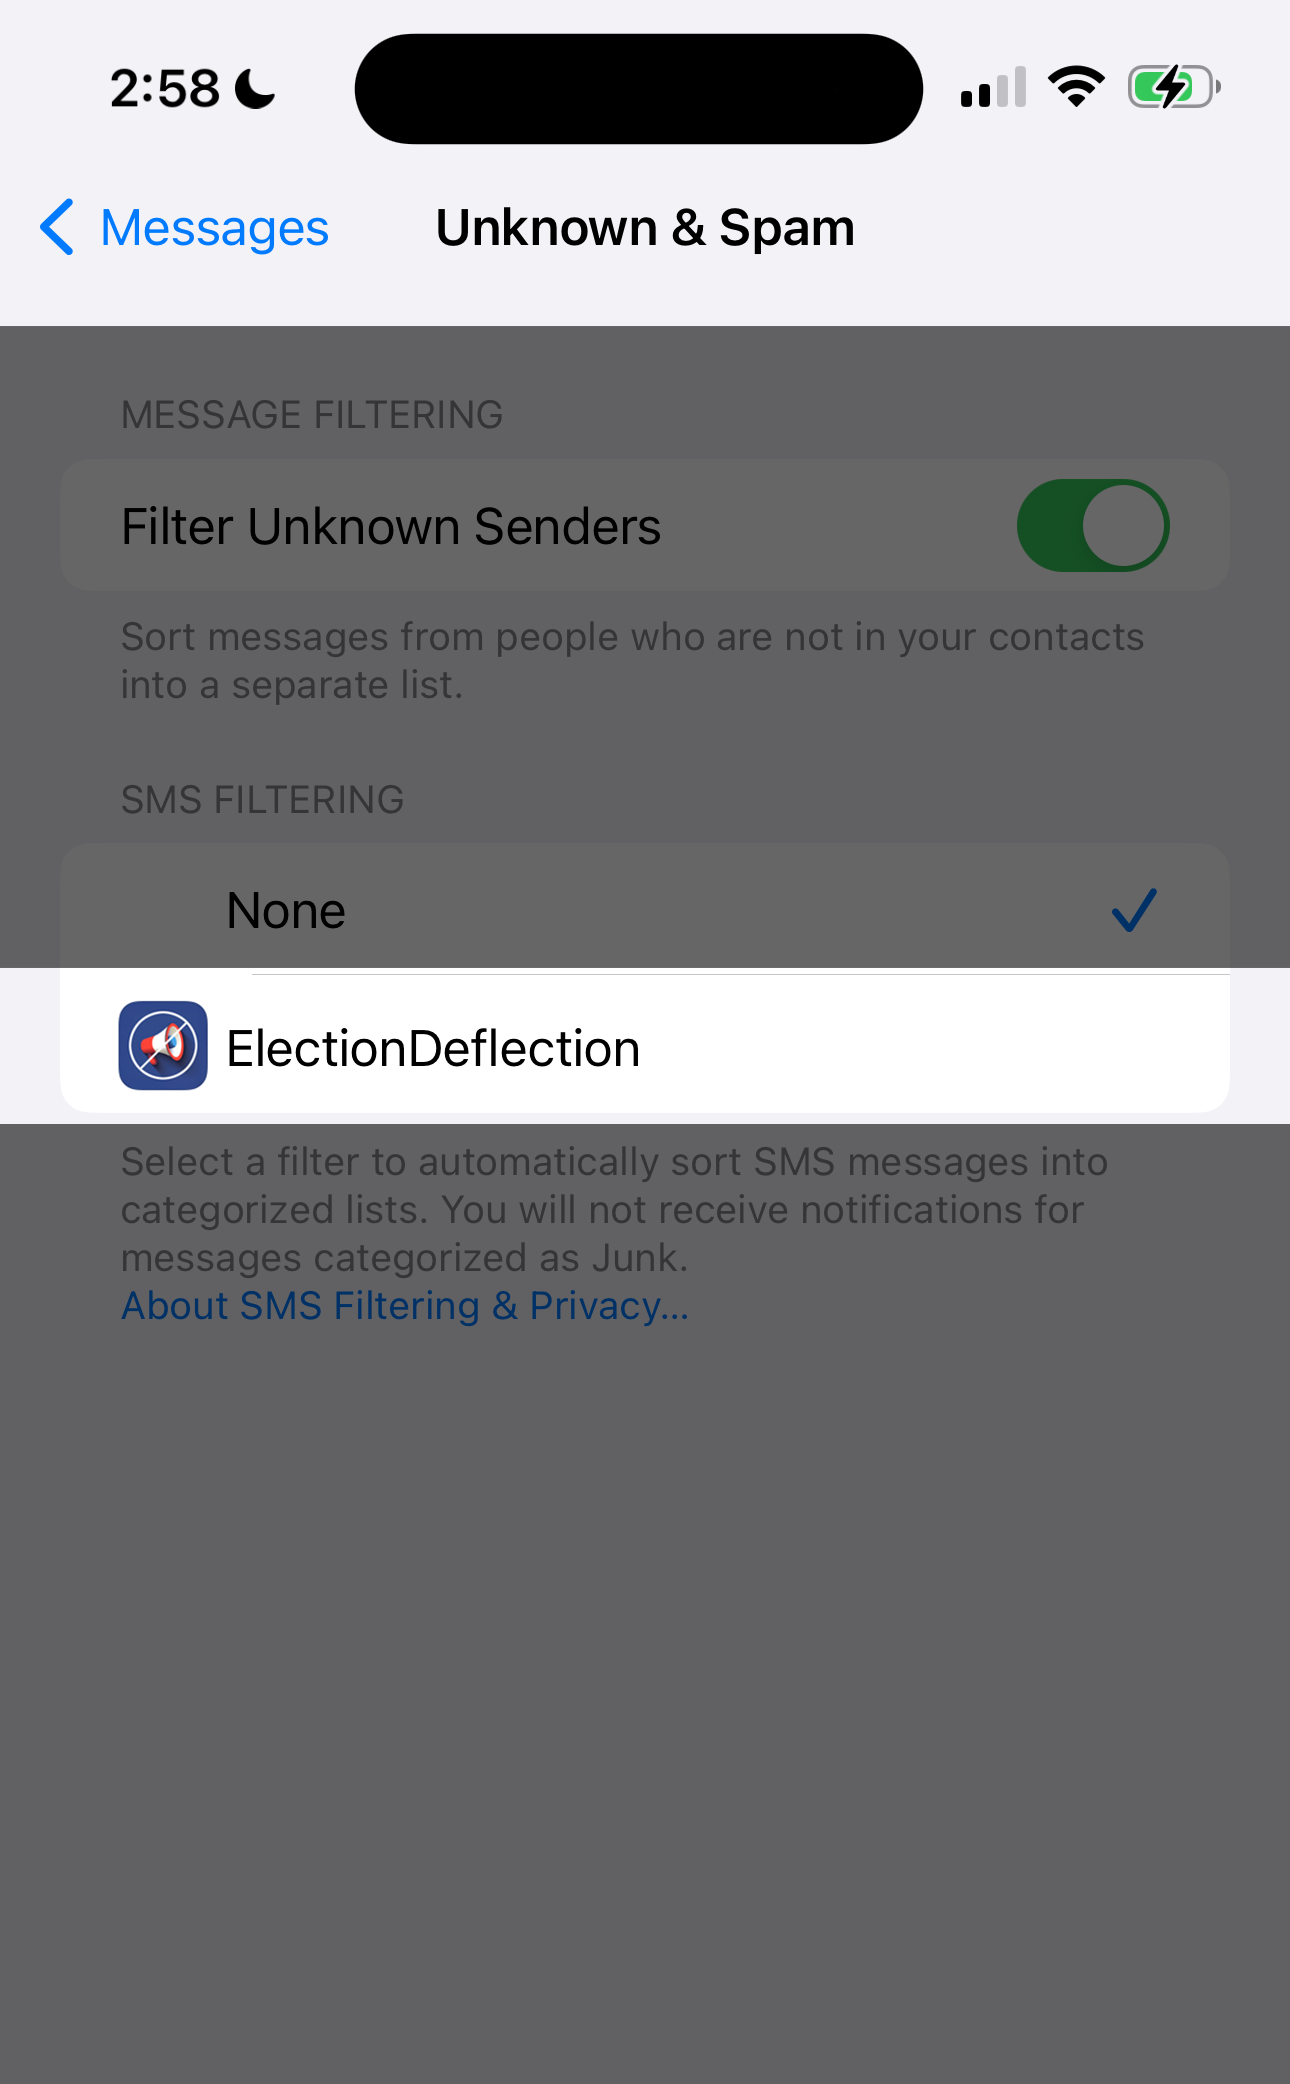 2:58
Messages
Unknown & Spam
MESSAGE FILTERING
Filter Unknown Senders
Sort messages from people who are not in your contacts
into a separate list.
SMS FILTERING
None
ElectionDeflection
Select a filter to automatically sort SMS messages into
categorized lists. You will not receive notifications for
messages categorized as Junk.
About SMS Filtering & Privacy...